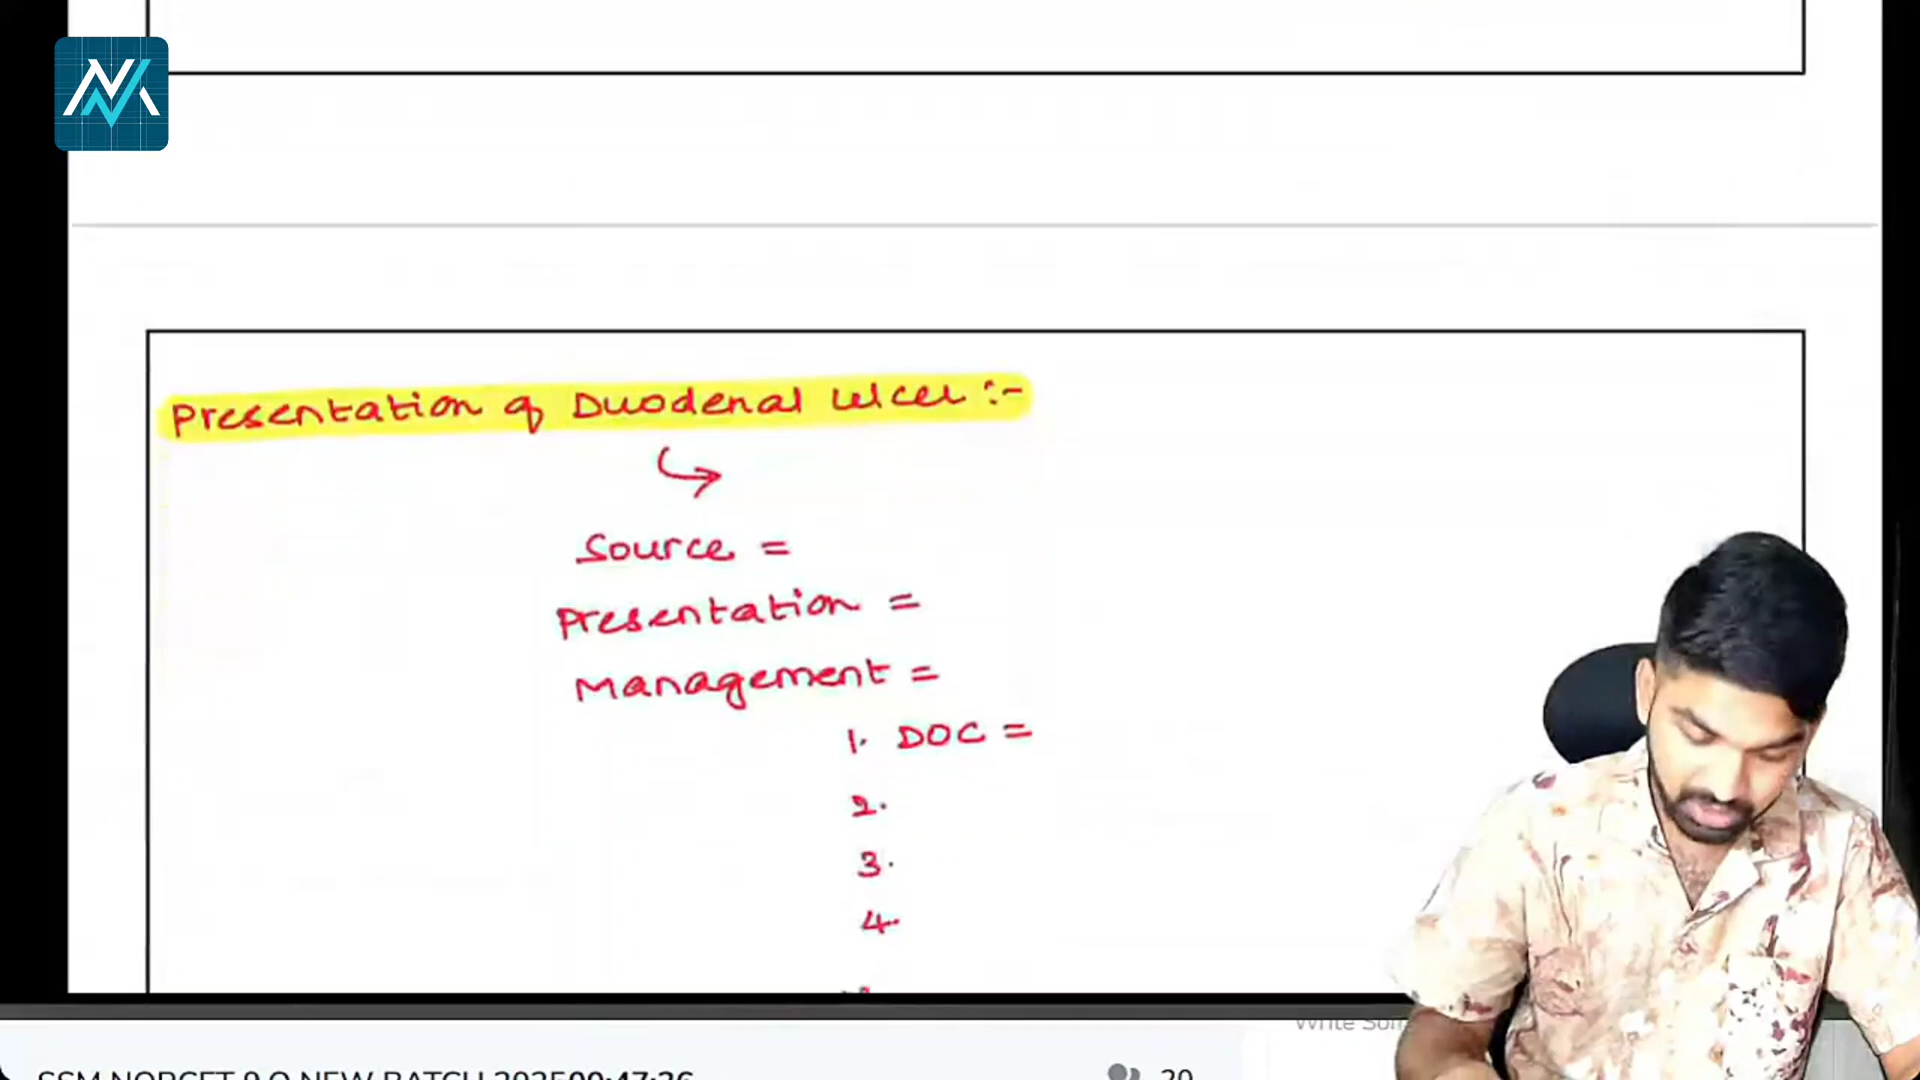 Presentation of Duodenal ulcer :-
Source =
Presentation =
Management =
1. DOC =
2.
3.
4.
SSM NORCET 9.0 NEW BATCH 2025 00:47:26
20